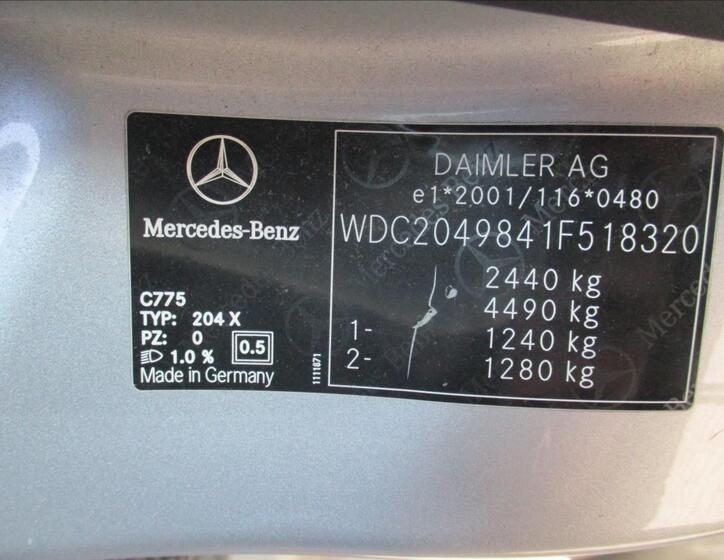 Mercedes-Benz
C775
TYP: 204 X
PZ: 0
1.0 % 0.5
Made in Germany
1111871
DAIMLER AG
e1*2001/116*0480
WDC2049841F518320
2440 kg
4490 kg
1- 1240 kg
2- 1280 kg